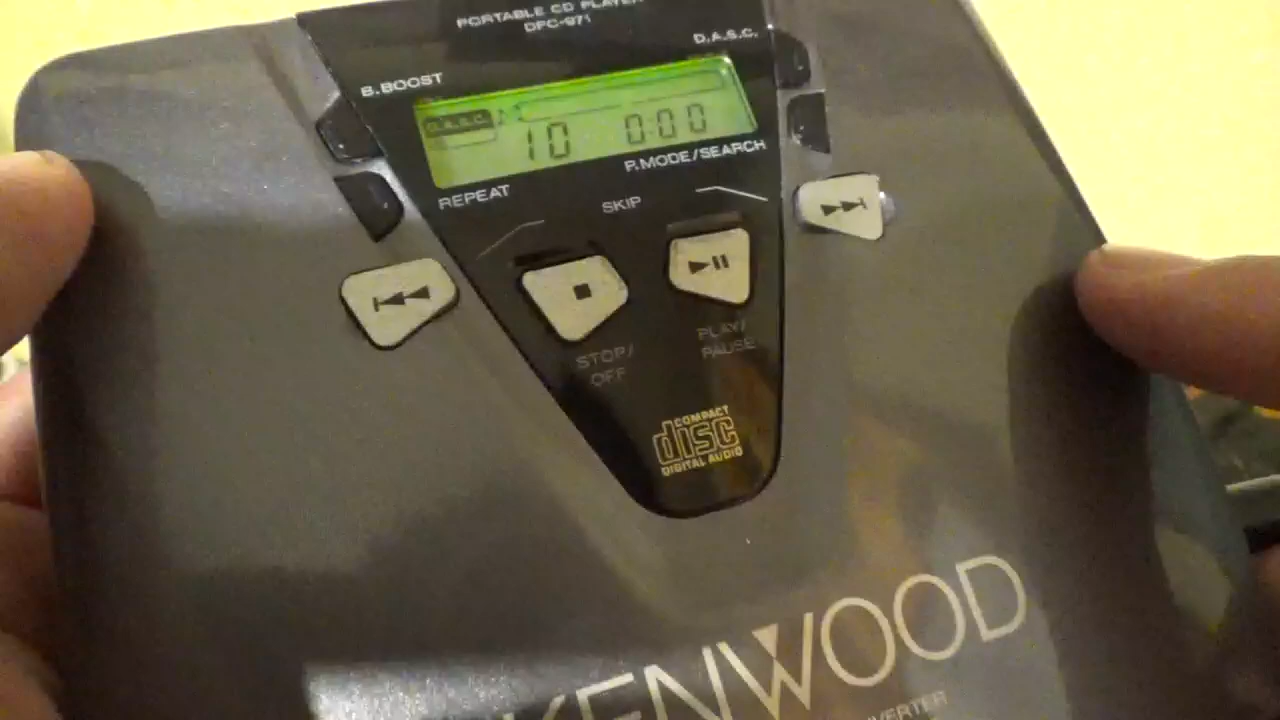 PORTABLE CD PLAYER
DPC-971
D.A.S.C.
B.BOOST
D.A.S.C.
10 0:00
P.MODE/SEARCH
REPEAT
SKIP
STOP/
OFF
PLAY/
PAUSE
COMPACT
disc
DIGITAL AUDIO
KENWOOD